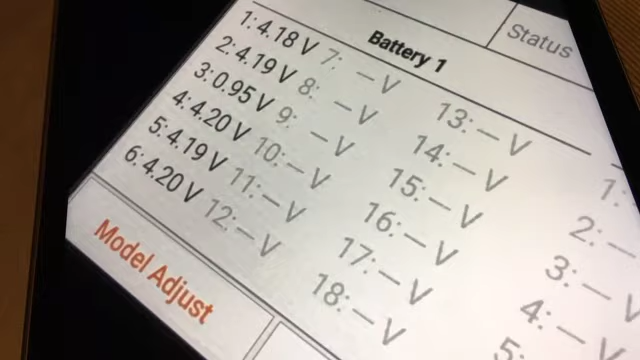 Status
Battery 1
1:4.18 V 7: – V 13:– V 1:
2:4.19 V 8: – V 14:– V 2:–
3:0.95 V 9: – V 15:– V 3:– V
4:4.20 V 10:– V 16:– V 4:– V
5:4.19 V 11:– V 17:– V 5:
6:4.20 V 12:– V 18:– V
Model Adjust